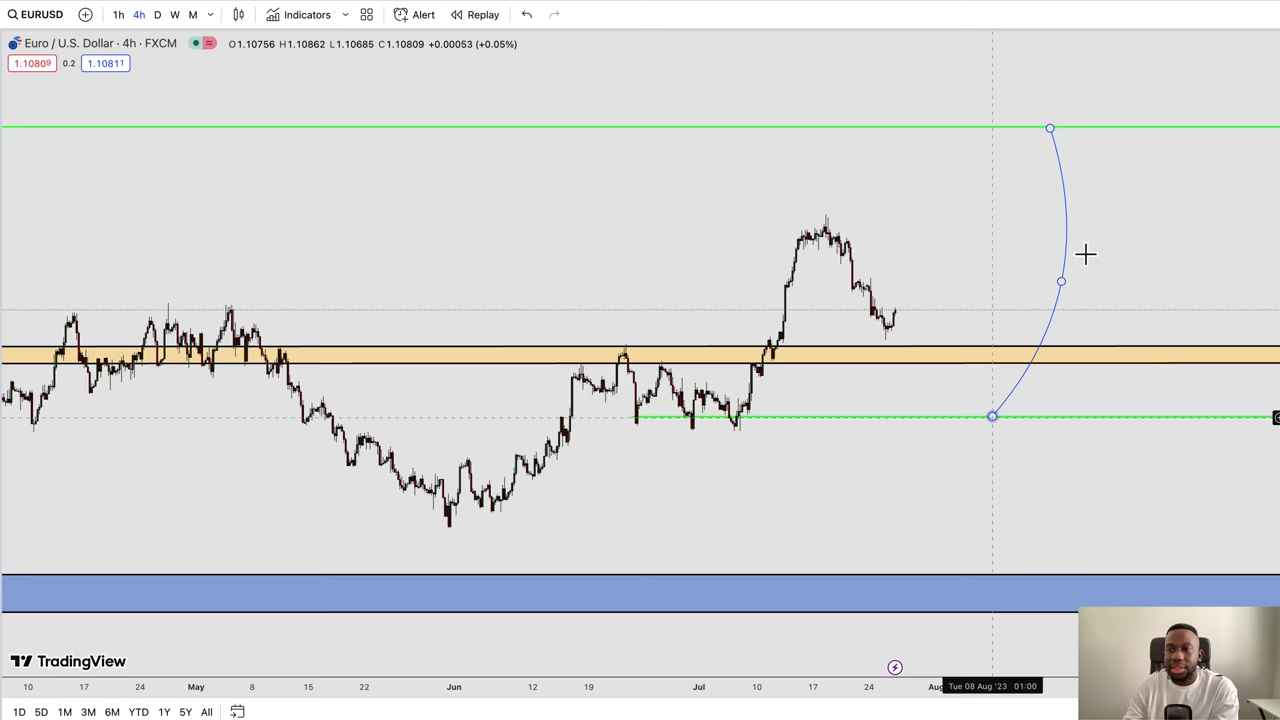 EURUSD 1h 4h D W M Indicators Alert Replay
Euro / U.S. Dollar · 4h · FXCM O1.10756 H1.10862 L1.10685 C1.10809 +0.00053 (+0.05%)
1.10809 0.2 1.10811
TradingView
10 17 24 May 16 22 Jun 12 19 Jul 10 17 24 Aug Tue 08 Aug '23 01:00
1D 5D 1M 3M 6M YTD 1Y 5Y All